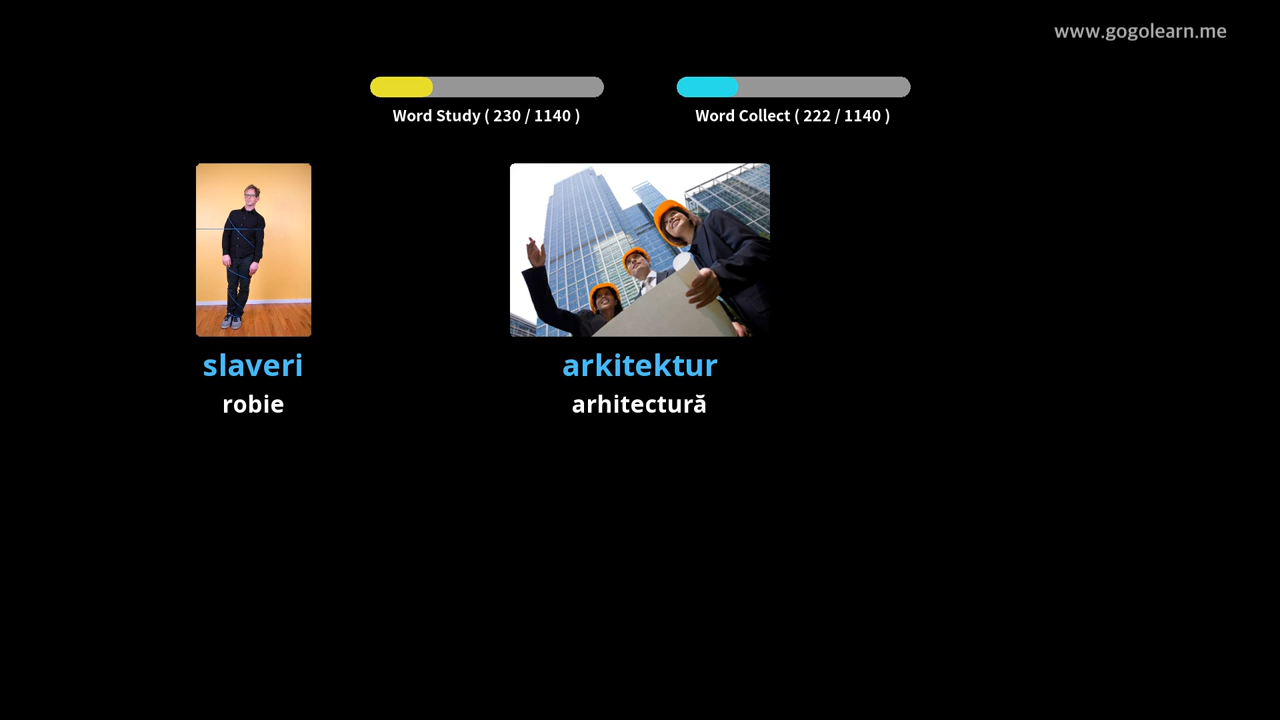 www.gogolearn.me
Word Study ( 230 / 1140 )
Word Collect ( 222 / 1140 )
slaveri
robie
arkitektur
arhitectură